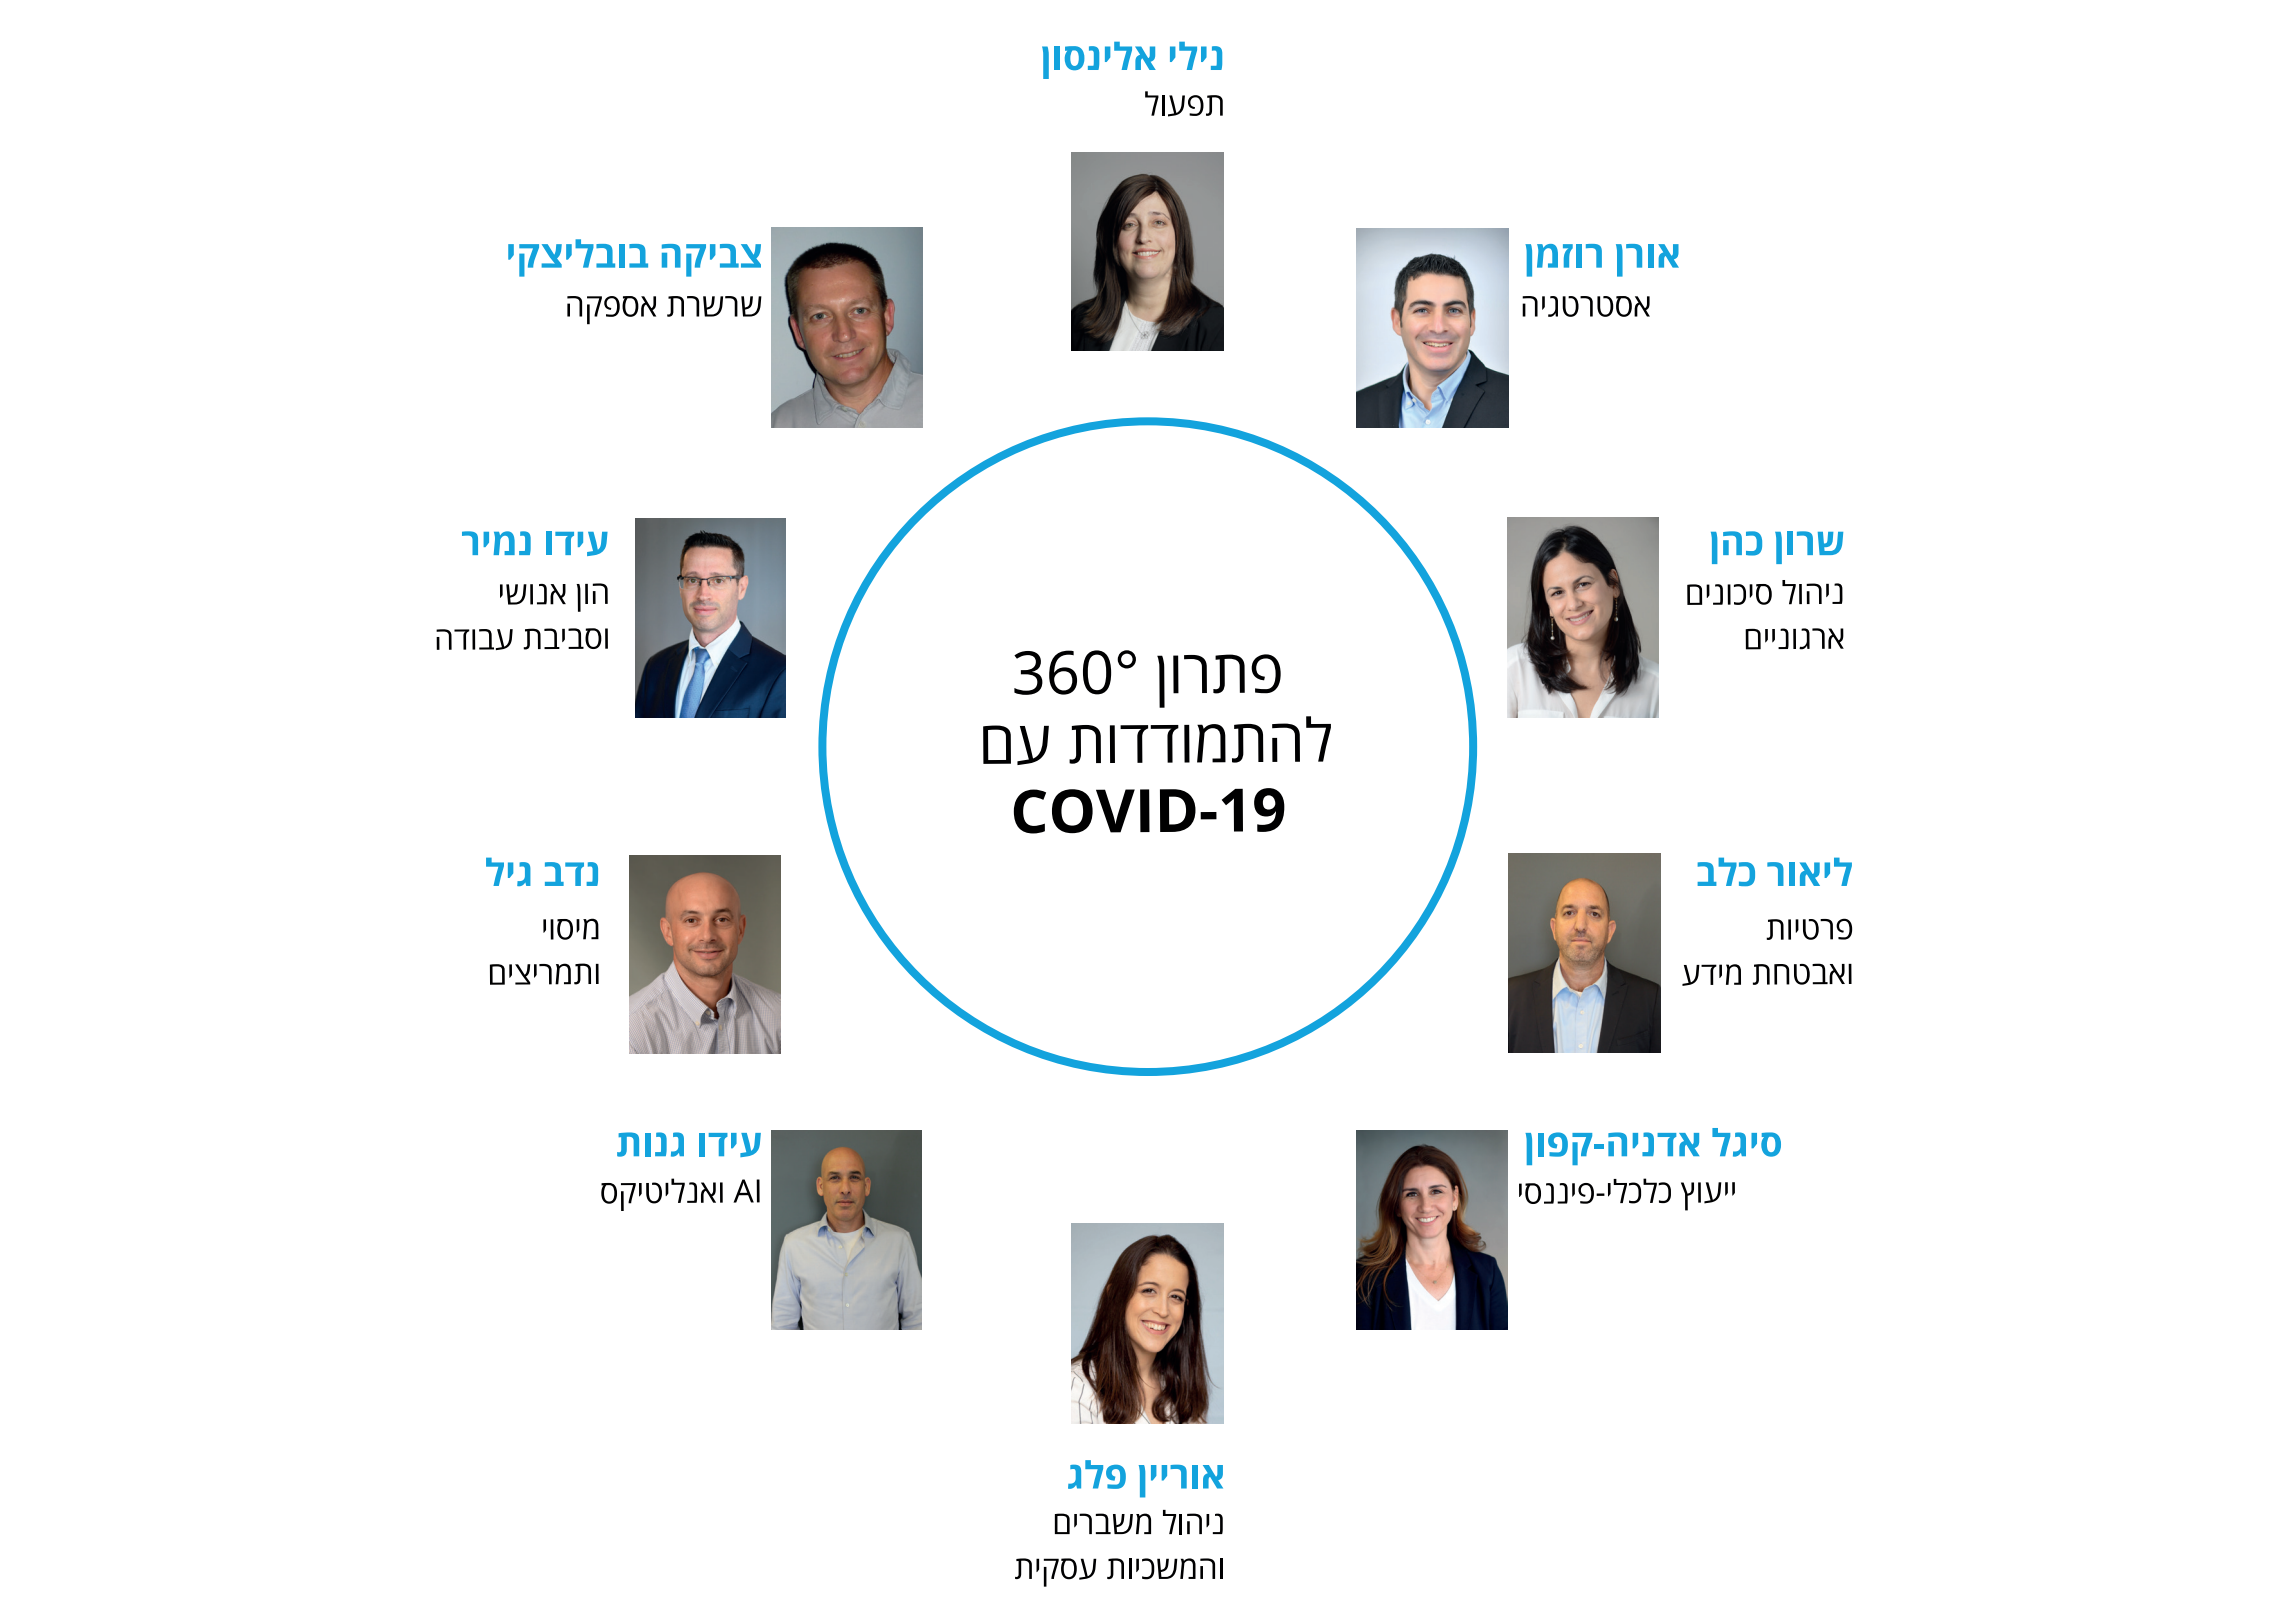 נילי אלינסון
תפעול
אורן רוזמן
אסטרטגיה
שרון כהן
ניהול סיכונים
ארגוניים
ליאור כלב
פרטיות
ואבטחת מידע
סיגל אדניה-קפון
ייעוץ כלכלי-פיננסי
אוריין פלג
ניהול משברים
והמשכיות עסקית
עידו גנות
AI ואנליטיקס
נדב גיל
מיסוי
ותמריצים
עידו נמיר
הון אנושי
וסביבת עבודה
צביקה בובליצקי
שרשרת אספקה
פתרון 360°
להתמודדות עם
COVID-19